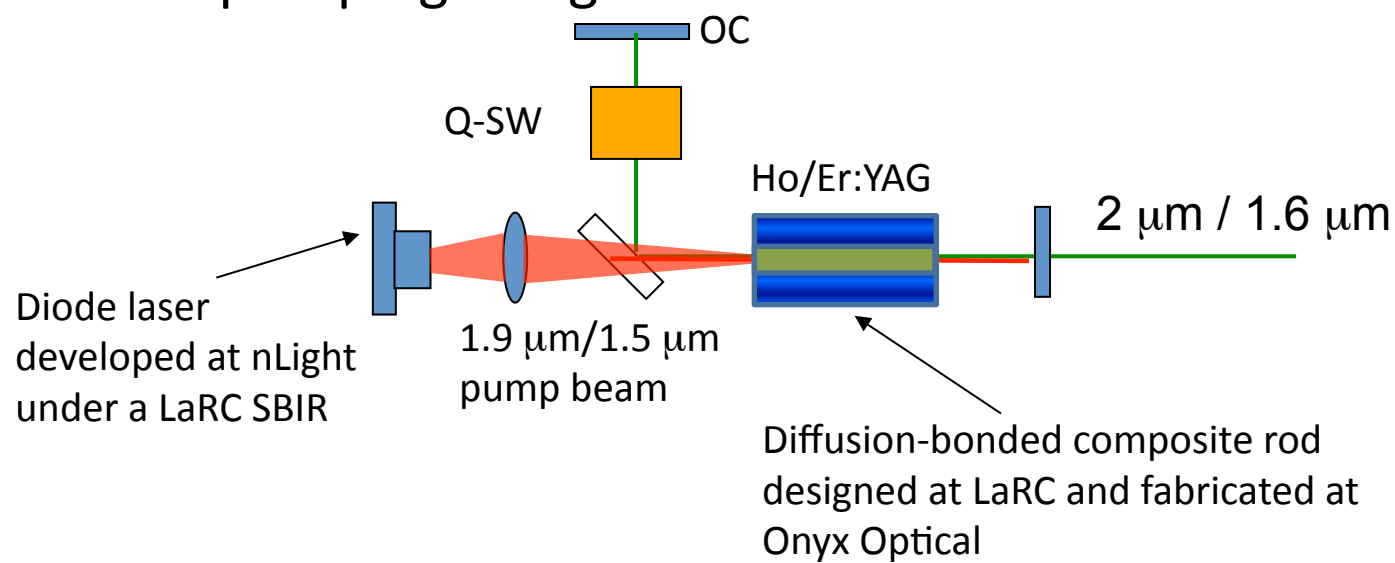 OC
Q-SW
Ho/Er:YAG
2 μm / 1.6 μm
Diode laser
developed at nLight
under a LaRC SBIR
1.9 μm/1.5 μm
pump beam
Diffusion-bonded composite rod
designed at LaRC and fabricated at
Onyx Optical